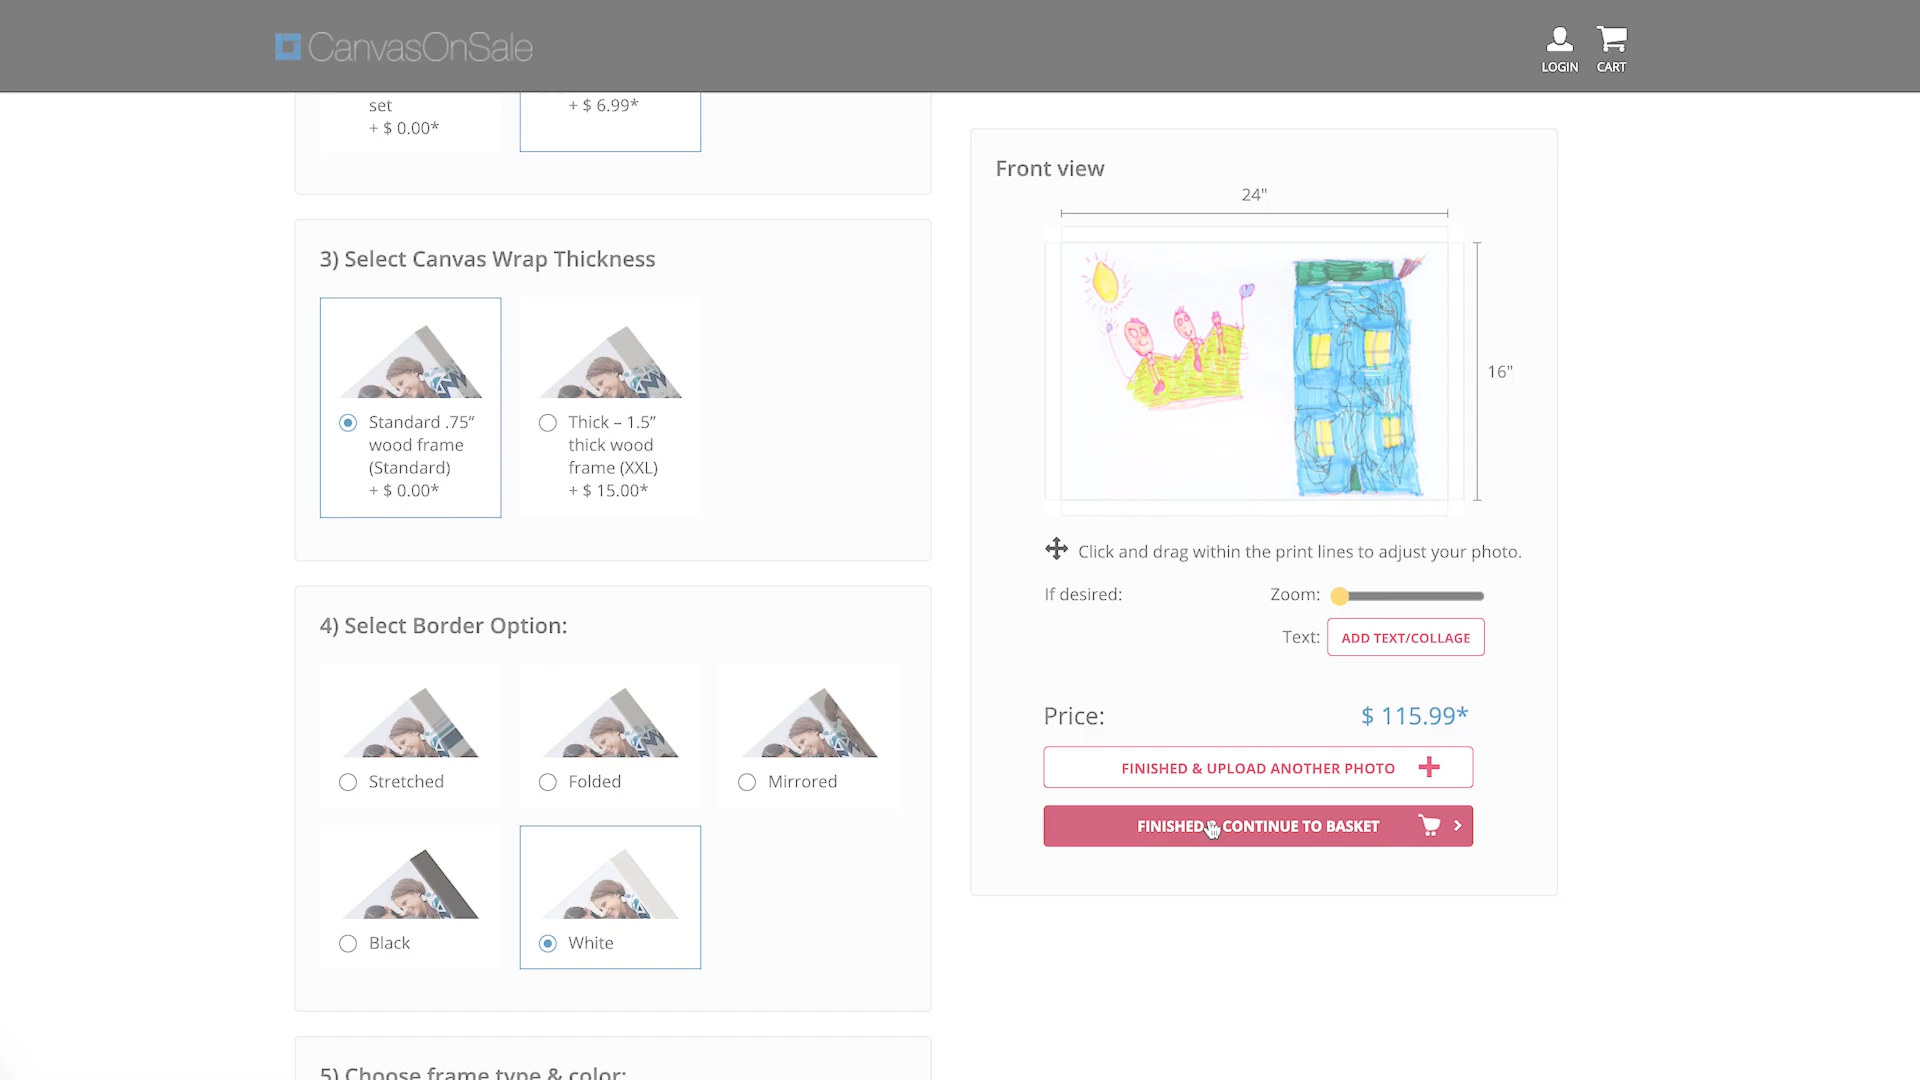 CanvasOnSale
LOGIN
CART
set
+ $ 0.00*
+ $ 6.99*
3) Select Canvas Wrap Thickness
Standard .75"
wood frame
(Standard)
+ $ 0.00*
Thick – 1.5"
thick wood
frame (XXL)
+ $ 15.00*
4) Select Border Option:
Stretched
Folded
Mirrored
Black
White
5) Choose frame type & color:
Front view
24"
16"
Click and drag within the print lines to adjust your photo.
If desired:
Zoom:
Text:
ADD TEXT/COLLAGE
Price:
$ 115.99*
FINISHED & UPLOAD ANOTHER PHOTO
FINISHED & CONTINUE TO BASKET